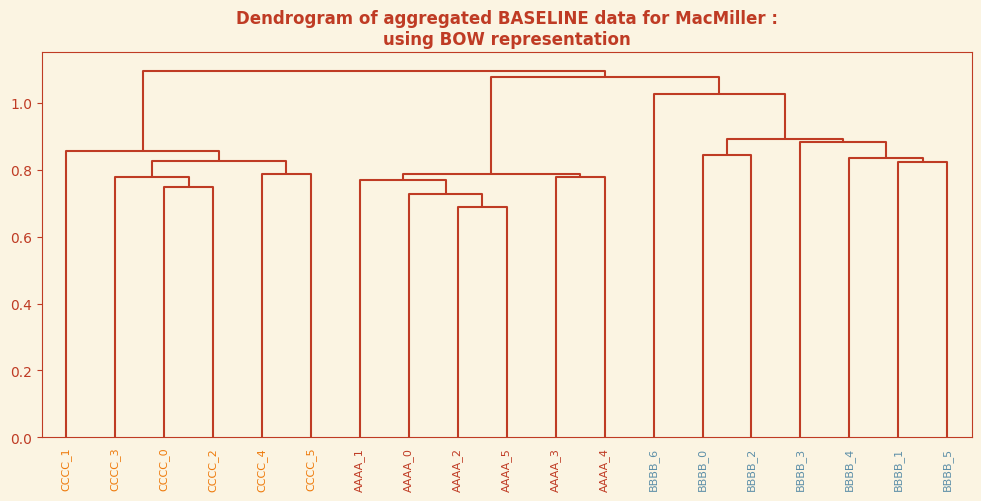 Dendrogram of aggregated BASELINE data for MacMiller :
using BOW representation
1.0
0.8
0.6
0.4
0.2
0.0
CCCC_1
CCCC_3
CCCC_0
CCCC_2
CCCC_4
CCCC_5
AAAA_1
AAAA_0
AAAA_2
AAAA_5
AAAA_3
AAAA_4
BBBB_6
BBBB_0
BBBB_2
BBBB_3
BBBB_4
BBBB_1
BBBB_5